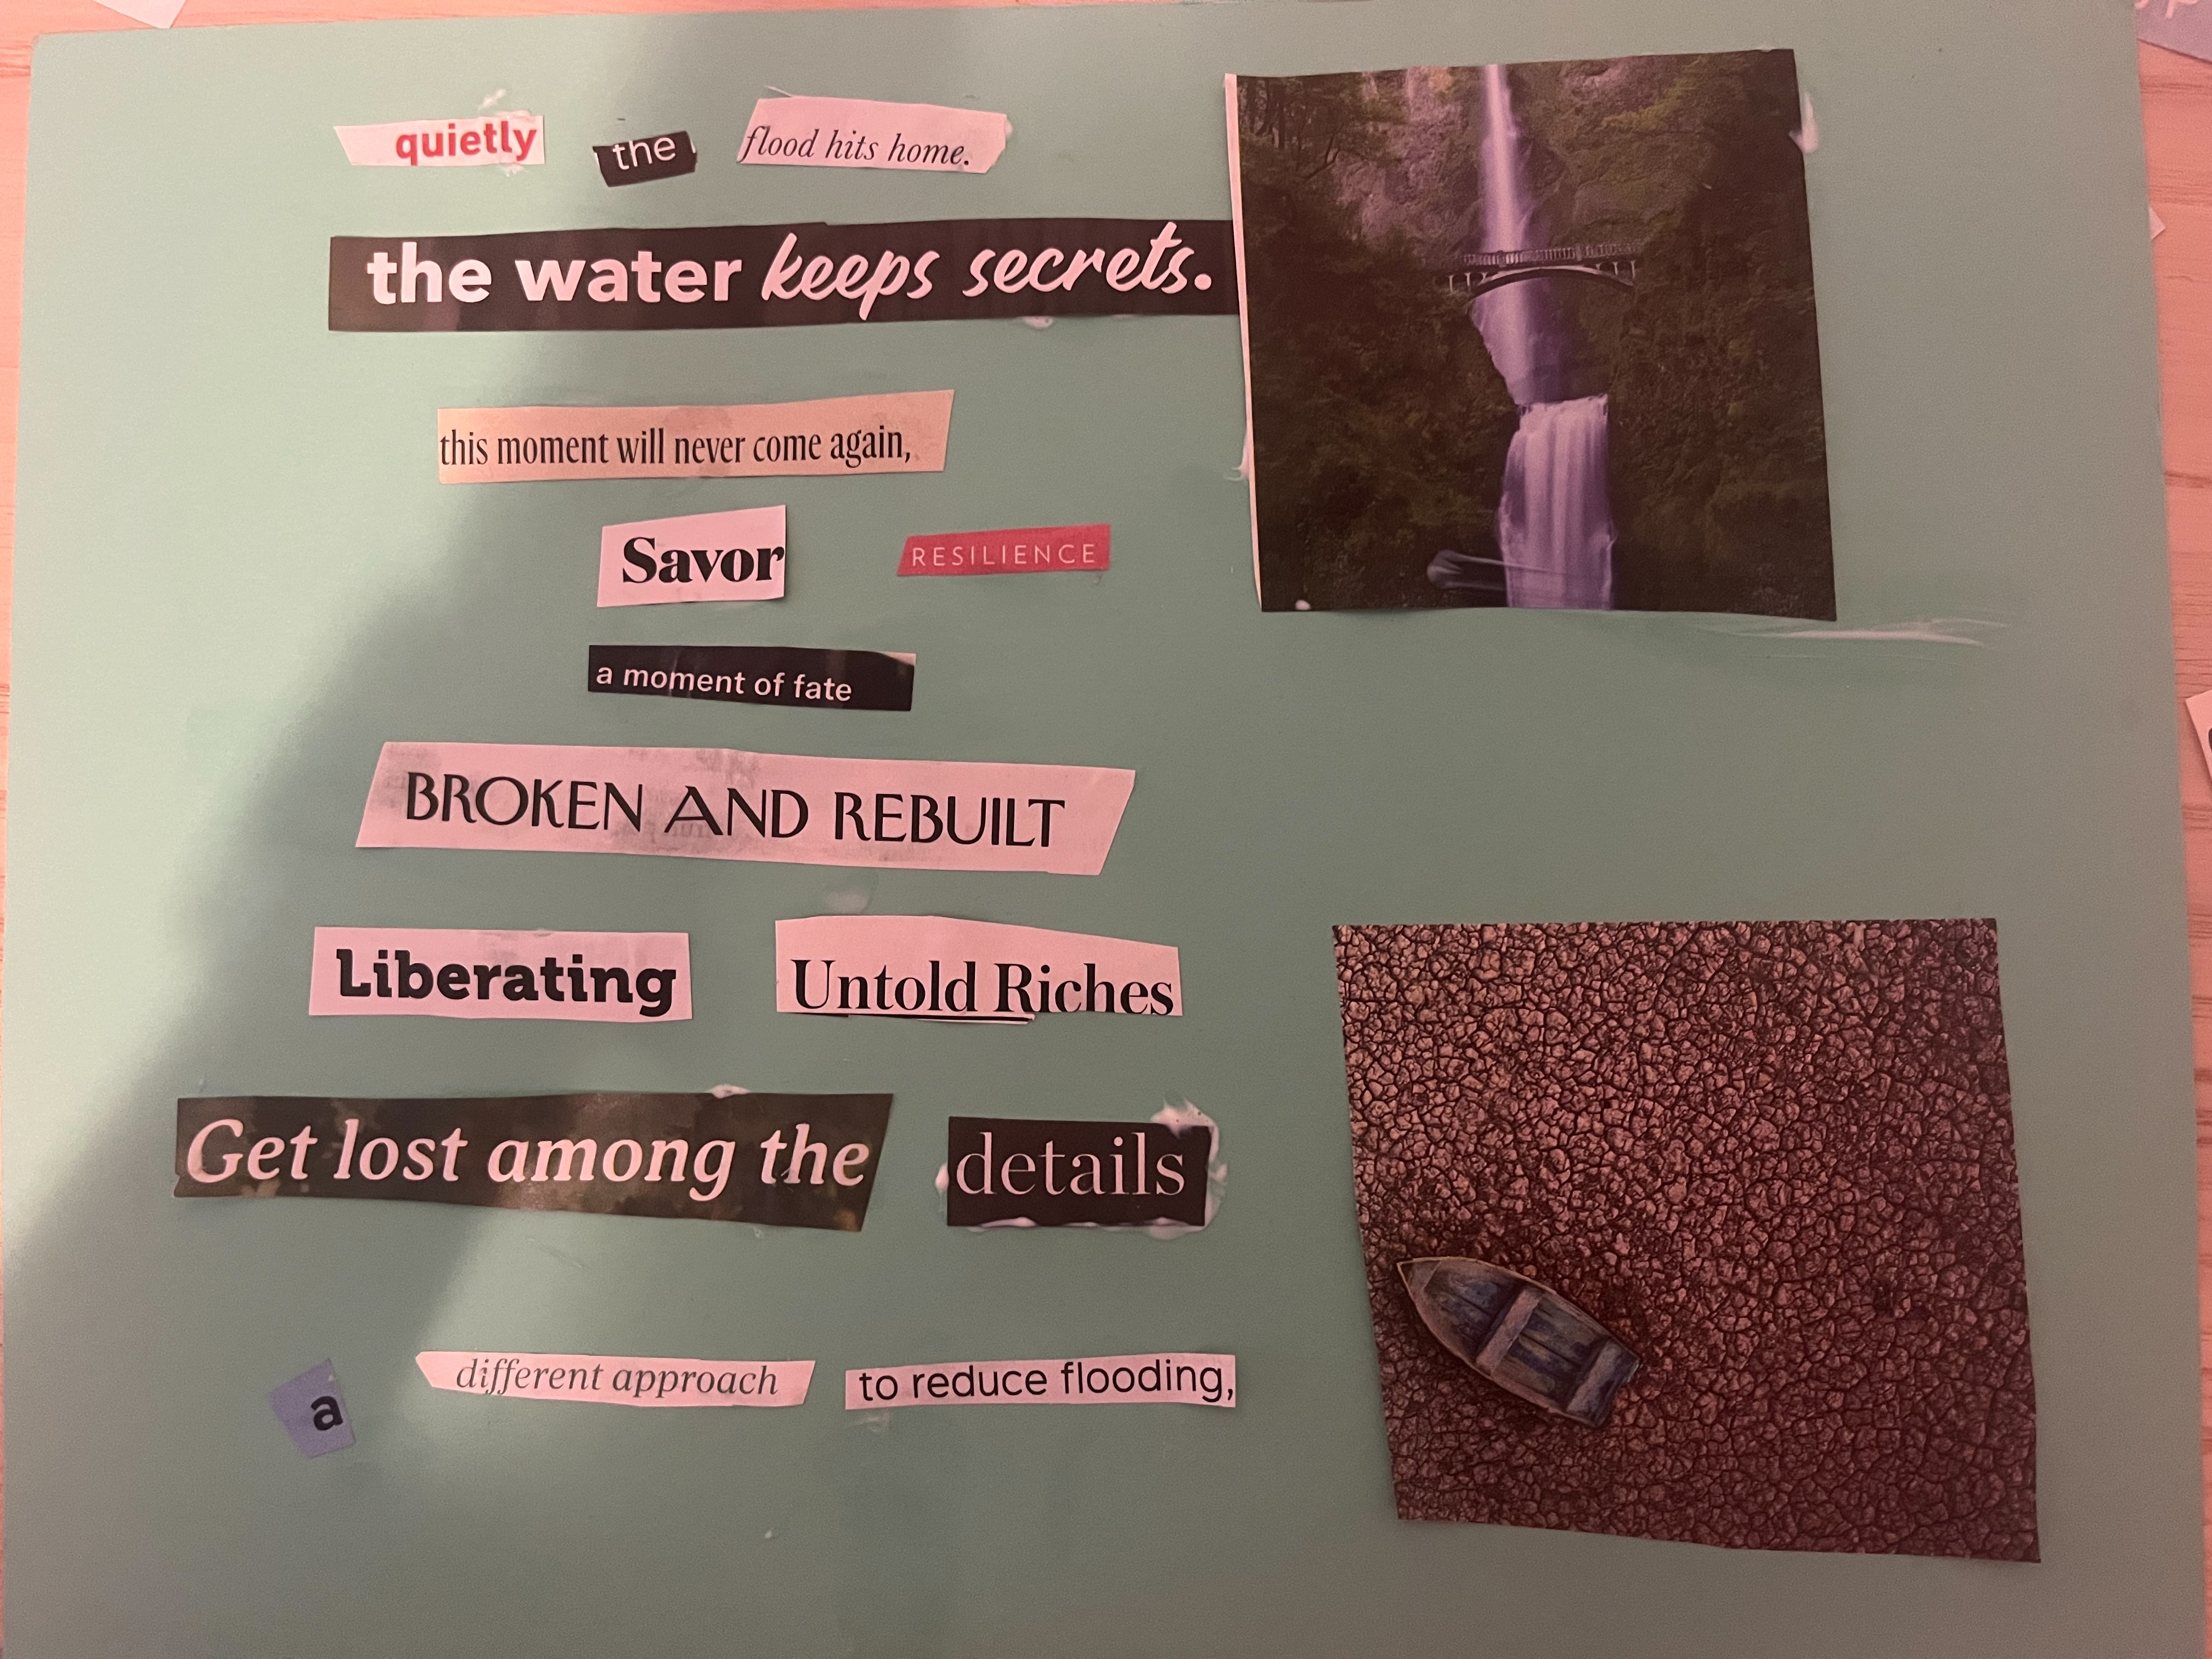 quietly the flood hits home.
the water keeps secrets.
this moment will never come again,
Savor RESILIENCE
a moment of fate
BROKEN AND REBUILT
Liberating Untold Riches
Get lost among the details
a different approach to reduce flooding,